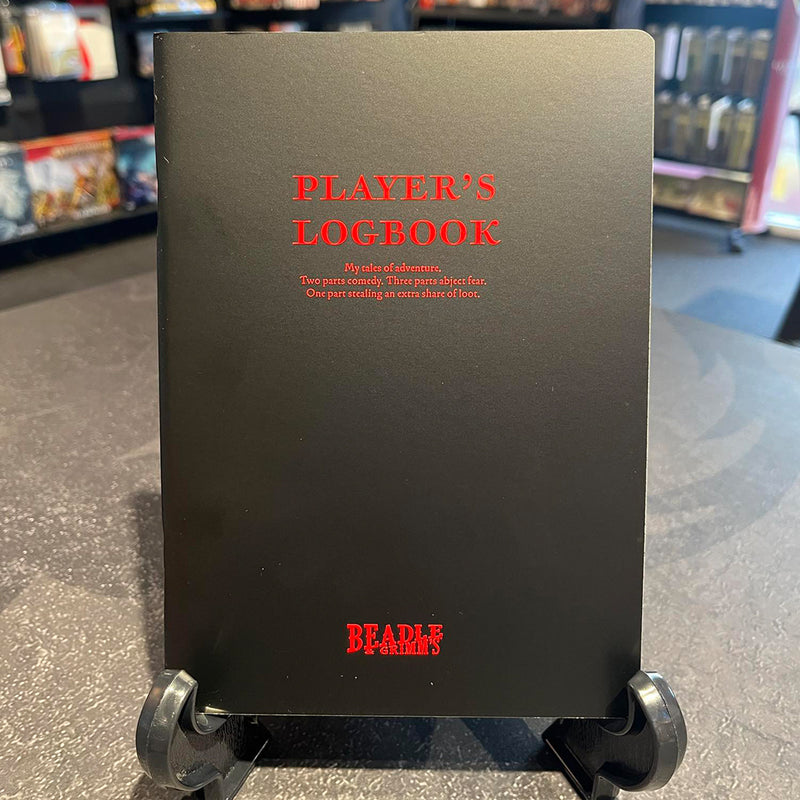 PLAYER'S
LOGBOOK
My tales of adventure.
Two parts comedy. Three parts abject fear.
One part stealing an extra share of loot.
BEADLE
& GRIMM'S